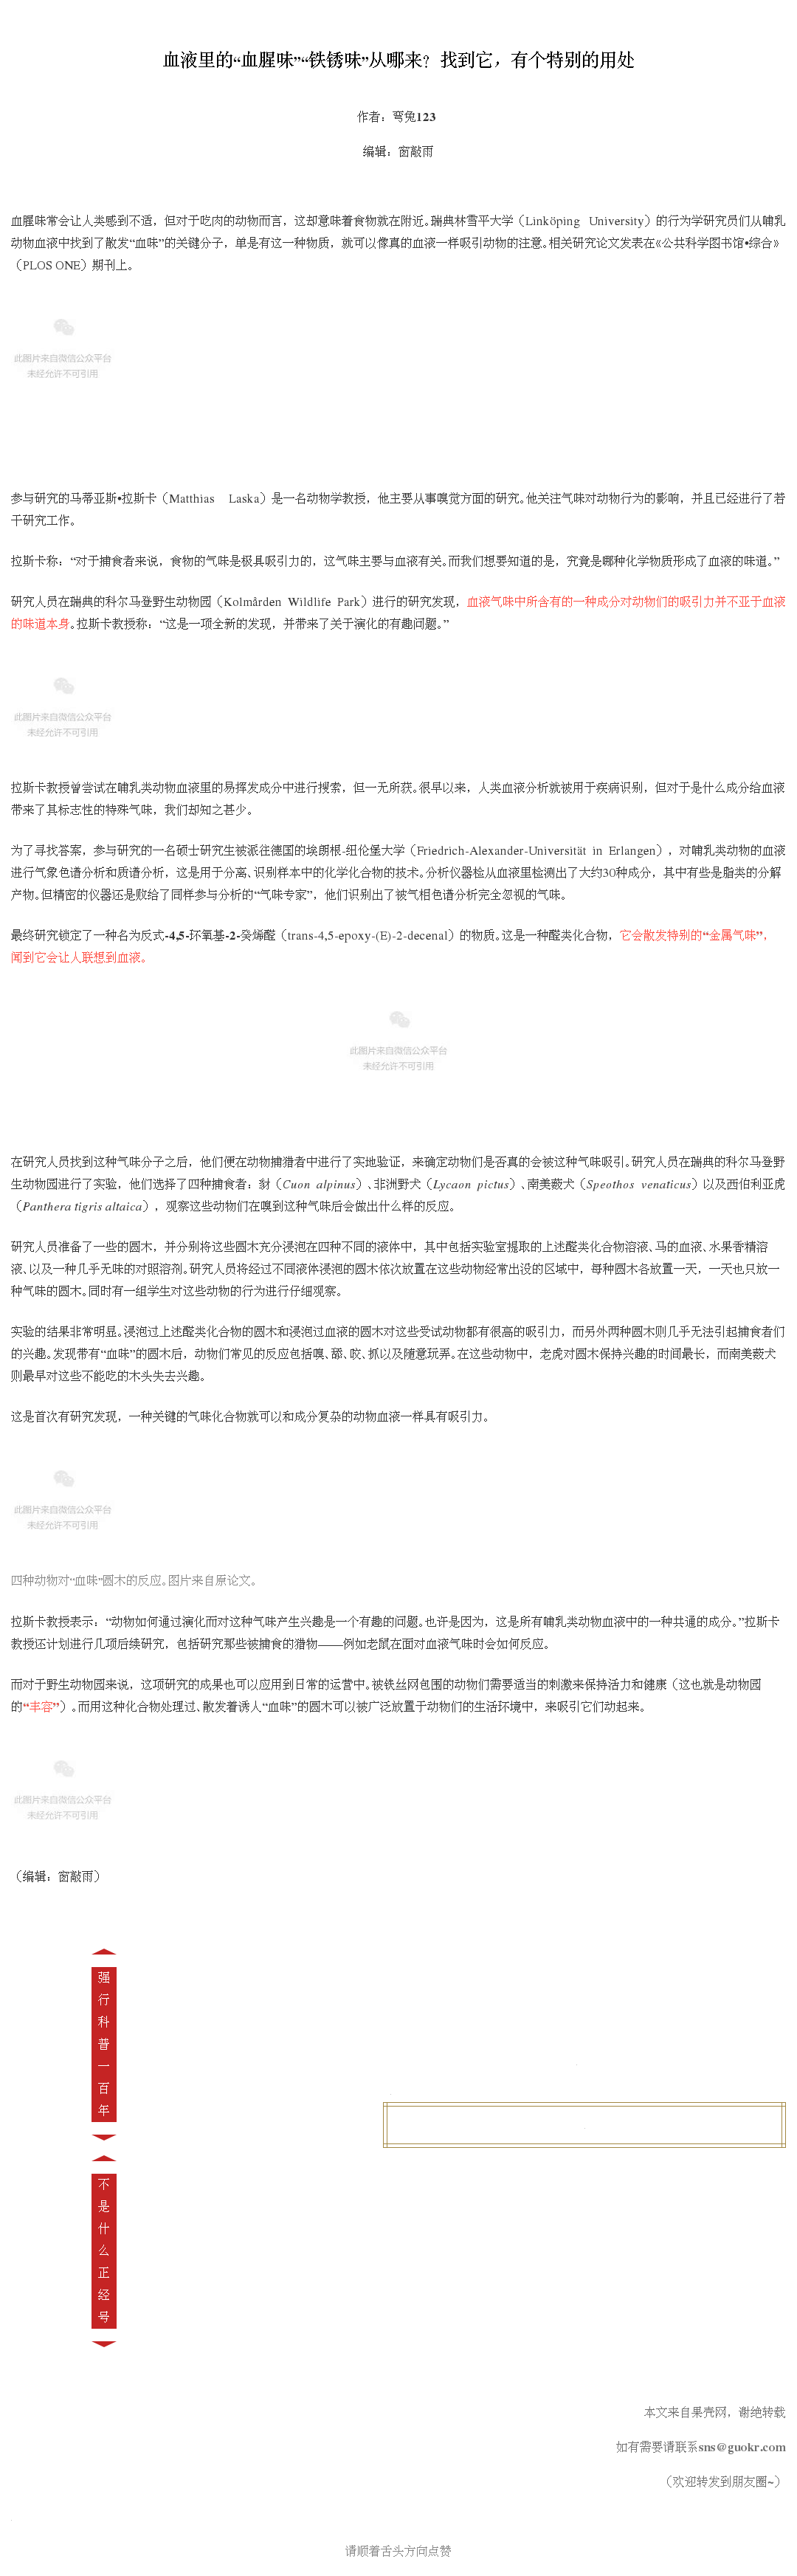 血液里的“血腥味”“铁锈味”从哪来？找到它，有个特别的用处
作者：弯兔123
编辑：窗敲雨
血腥味常会让人类感到不适，但对于吃肉的动物而言，这却意味着食物就在附近。瑞典林雪平大学（Linköping University）的行为学研究员们从哺乳
动物血液中找到了散发“血味”的关键分子，单是有这一种物质，就可以像真的血液一样吸引动物的注意。相关研究论文发表在《公共科学图书馆•综合》
（PLOS ONE）期刊上。
此图片来自微信公众平台
未经允许不可引用
参与研究的马蒂亚斯•拉斯卡（Matthias Laska）是一名动物学教授，他主要从事嗅觉方面的研究。他关注气味对动物行为的影响，并且已经进行了若
干研究工作。
拉斯卡称：“对于捕食者来说，食物的气味是极具吸引力的，这气味主要与血液有关。而我们想要知道的是，究竟是哪种化学物质形成了血液的味道。”
研究人员在瑞典的科尔马登野生动物园（Kolmården Wildlife Park）进行的研究发现，血液气味中所含有的一种成分对动物们的吸引力并不亚于血液
的味道本身。拉斯卡教授称：“这是一项全新的发现，并带来了关于演化的有趣问题。”
此图片来自微信公众平台
未经允许不可引用
拉斯卡教授曾尝试在哺乳类动物血液里的易挥发成分中进行搜索，但一无所获。很早以来，人类血液分析就被用于疾病识别，但对于是什么成分给血液
带来了其标志性的特殊气味，我们却知之甚少。
为了寻找答案，参与研究的一名硕士研究生被派往德国的埃朗根-纽伦堡大学（Friedrich-Alexander-Universität in Erlangen），对哺乳类动物的血液
进行气象色谱分析和质谱分析，这是用于分离、识别样本中的化学化合物的技术。分析仪器检从血液里检测出了大约30种成分，其中有些是脂类的分解
产物。但精密的仪器还是败给了同样参与分析的“气味专家”，他们识别出了被气相色谱分析完全忽视的气味。
最终研究锁定了一种名为反式-4,5-环氧基-2-癸烯醛（trans-4,5-epoxy-(E)-2-decenal）的物质。这是一种醛类化合物，它会散发特别的“金属气味”，
闻到它会让人联想到血液。
此图片来自微信公众平台
未经允许不可引用
在研究人员找到这种气味分子之后，他们便在动物捕猎者中进行了实地验证，来确定动物们是否真的会被这种气味吸引。研究人员在瑞典的科尔马登野
生动物园进行了实验，他们选择了四种捕食者：豺（Cuon alpinus）、非洲野犬（Lycaon pictus）、南美薮犬（Speothos venaticus）以及西伯利亚虎
（Panthera tigris altaica），观察这些动物们在嗅到这种气味后会做出什么样的反应。
研究人员准备了一些的圆木，并分别将这些圆木充分浸泡在四种不同的液体中，其中包括实验室提取的上述醛类化合物溶液、马的血液、水果香精溶
液、以及一种几乎无味的对照溶剂。研究人员将经过不同液体浸泡的圆木依次放置在这些动物经常出没的区域中，每种圆木各放置一天，一天也只放一
种气味的圆木。同时有一组学生对这些动物的行为进行仔细观察。
实验的结果非常明显。浸泡过上述醛类化合物的圆木和浸泡过血液的圆木对这些受试动物都有很高的吸引力，而另外两种圆木则几乎无法引起捕食者们
的兴趣。发现带有“血味”的圆木后，动物们常见的反应包括嗅、舔、咬、抓以及随意玩弄。在这些动物中，老虎对圆木保持兴趣的时间最长，而南美薮犬
则最早对这些不能吃的木头失去兴趣。
这是首次有研究发现，一种关键的气味化合物就可以和成分复杂的动物血液一样具有吸引力。
此图片来自微信公众平台
未经允许不可引用
四种动物对“血味”圆木的反应。图片来自原论文。
拉斯卡教授表示：“动物如何通过演化而对这种气味产生兴趣是一个有趣的问题。也许是因为，这是所有哺乳类动物血液中的一种共通的成分。”拉斯卡
教授还计划进行几项后续研究，包括研究那些被捕食的猎物——例如老鼠在面对血液气味时会如何反应。
而对于野生动物园来说，这项研究的成果也可以应用到日常的运营中。被铁丝网包围的动物们需要适当的刺激来保持活力和健康（这也就是动物园
的“丰容”）。而用这种化合物处理过、散发着诱人“血味”的圆木可以被广泛放置于动物们的生活环境中，来吸引它们动起来。
此图片来自微信公众平台
未经允许不可引用
（编辑：窗敲雨）
强
行
科
普
一
百
年
不
是
什
么
正
经
号
本文来自果壳网，谢绝转载
如有需要请联系sns@guokr.com
（欢迎转发到朋友圈~）
请顺着舌头方向点赞